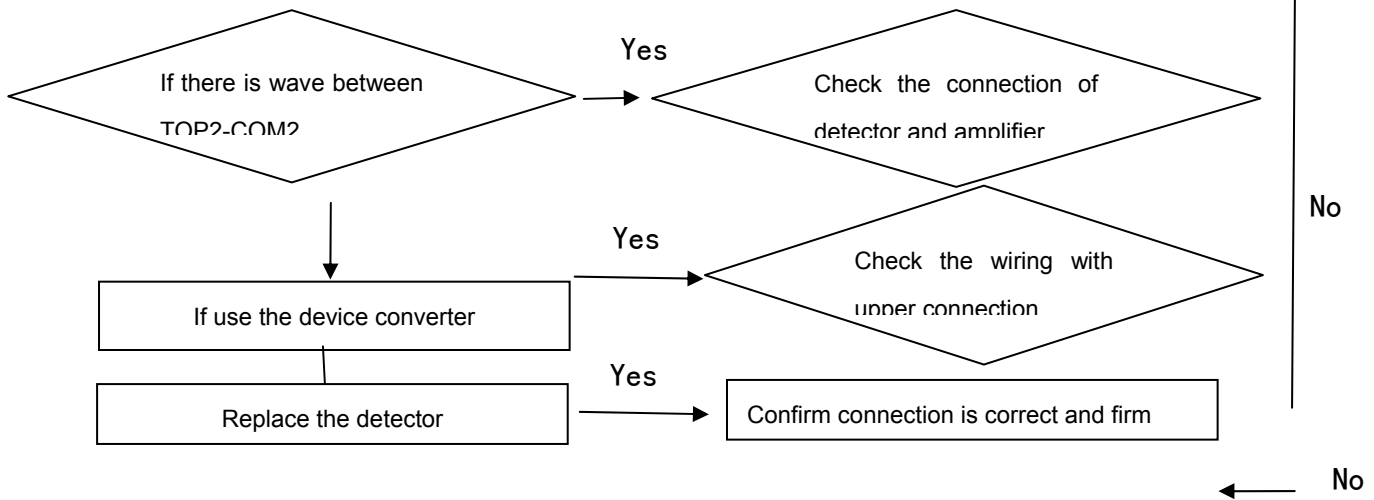 Yes
If there is wave between
TOP2-COM2
Check the connection of
detector and amplifier
No
Yes
Check the wiring with
upper connection
If use the device converter
Yes
Replace the detector
Confirm connection is correct and firm
No